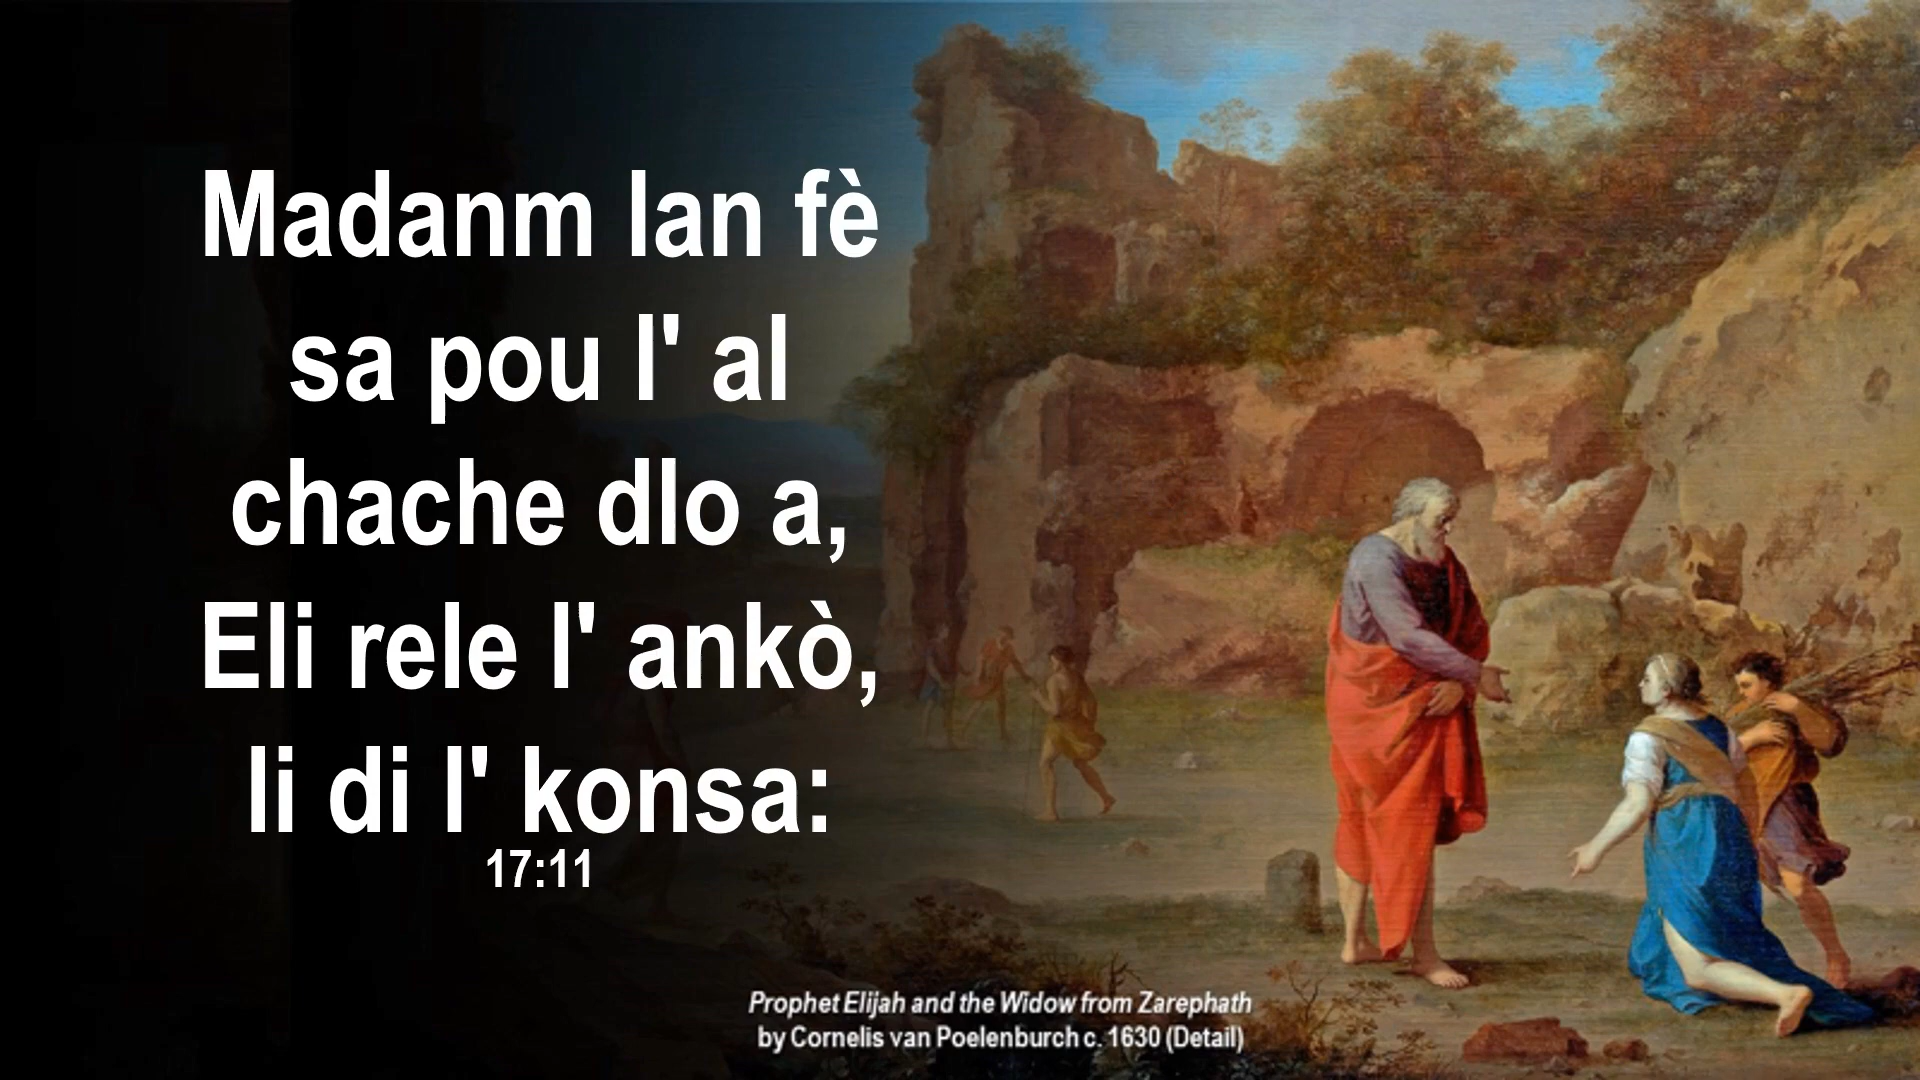 Madanm lan fè
sa pou l' al
chache dlo a,
Eli rele l' ankò,
li di l' konsa:
17:11
Prophet Elijah and the Widow from Zarephath
by Cornelis van Poelenburch c. 1630 (Detail)